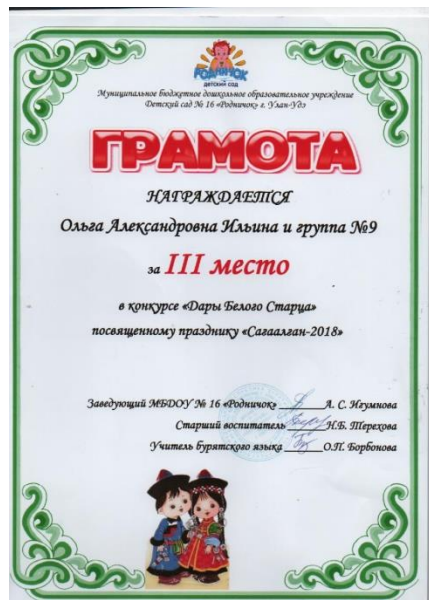 РОДНИЧОК
детский сад
Муниципальное бюджетное дошкольное образовательное учреждение
Детский сад № 16 «Родничок» г. Улан-Удэ
ГРАМОТА
НАГРАЖДАЕТСЯ
Ольга Александровна Ильина и группа №9
за III место
в конкурсе «Дары Белого Старца»
посвященному празднику «Сагаалган-2018»
Заведующий МБДОУ № 16 «Родничок» А. С. Игумнова
Старший воспитатель Н.Б. Терехова
Учитель бурятского языка О.П. Борбонова